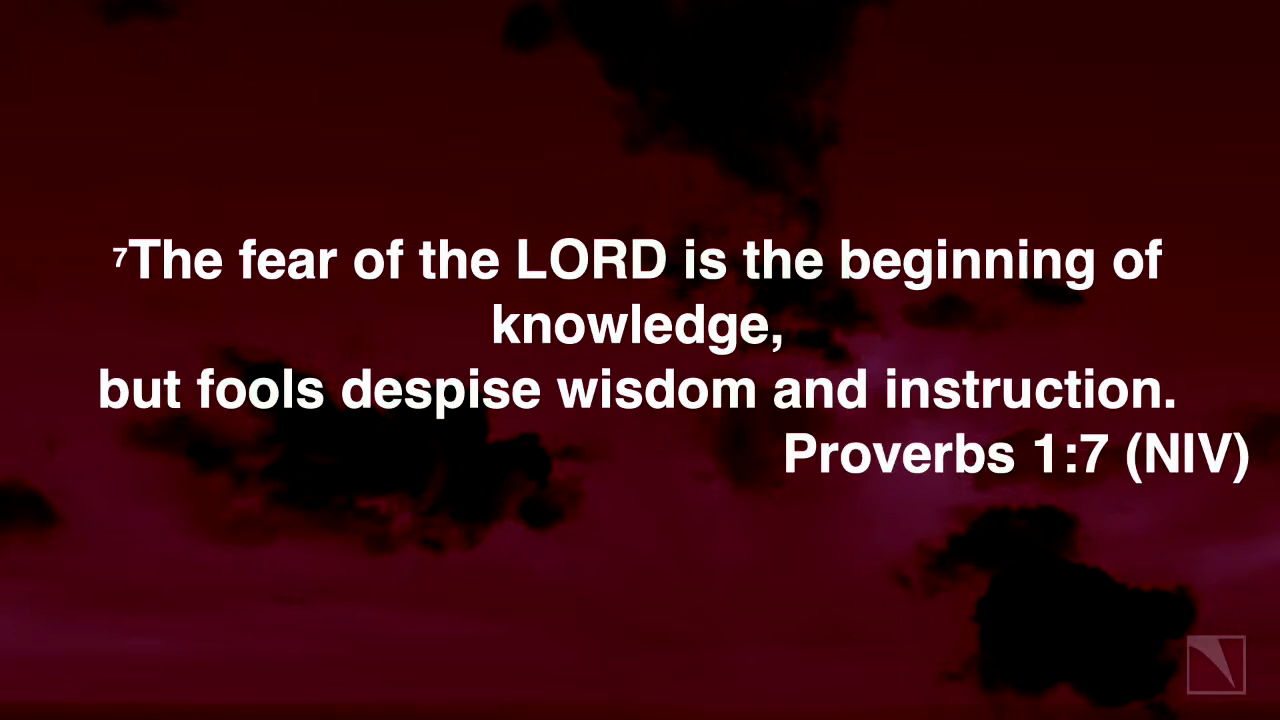 7The fear of the LORD is the beginning of
knowledge,
but fools despise wisdom and instruction.
Proverbs 1:7 (NIV)